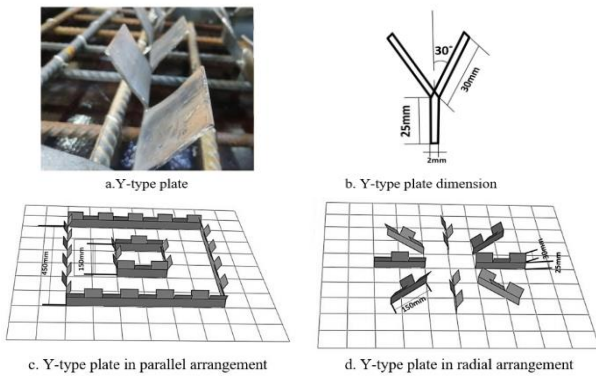 30-
30mm
25mm
2mm
a.Y-type plate
b. Y-type plate dimension
450mm
150mm
30mm
25mm
150mm
c. Y-type plate in parallel arrangement
d. Y-type plate in radial arrangement